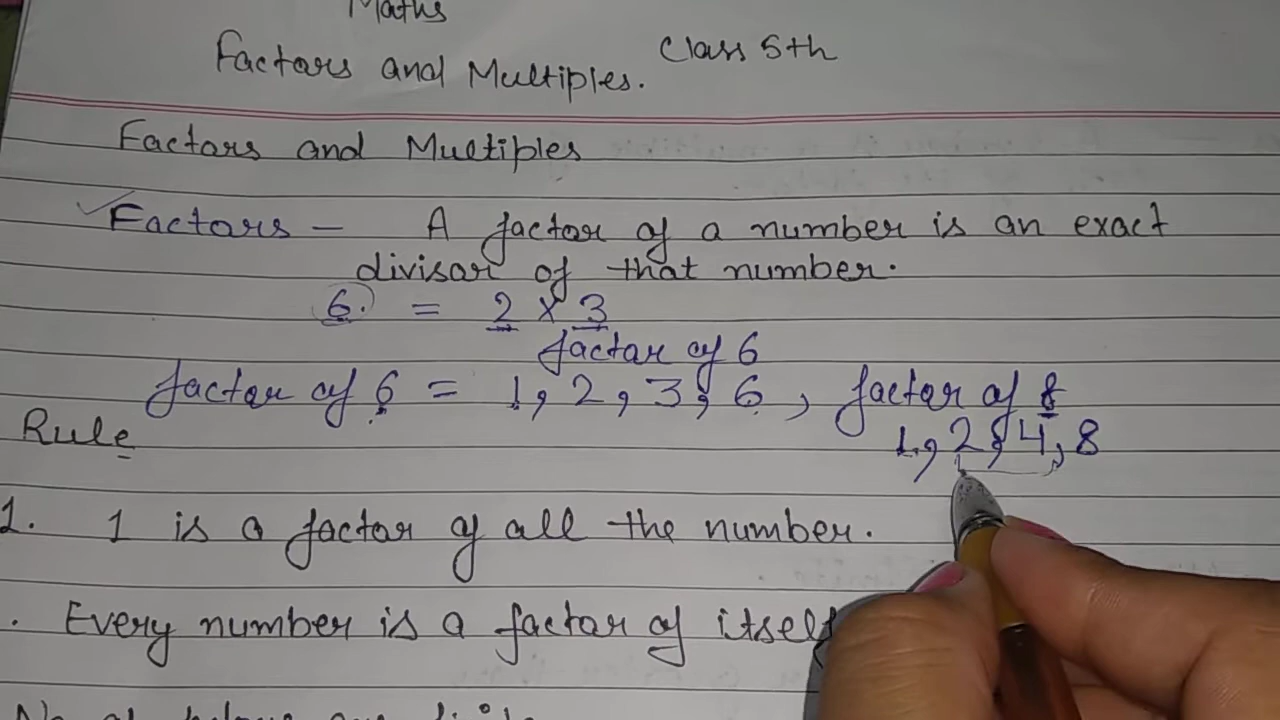 Maths
Factors and Multiples. Class 5th
Factors and Multiples
Factors - A factor of a number is an exact
divisor of that number.
6. = 2 x 3
factor of 6
factor of 6 = 1, 2, 3, 6, factor of 8
1, 2, 4, 8
Rule
1. 1 is a factor of all the number.
. Every number is a factor of itself